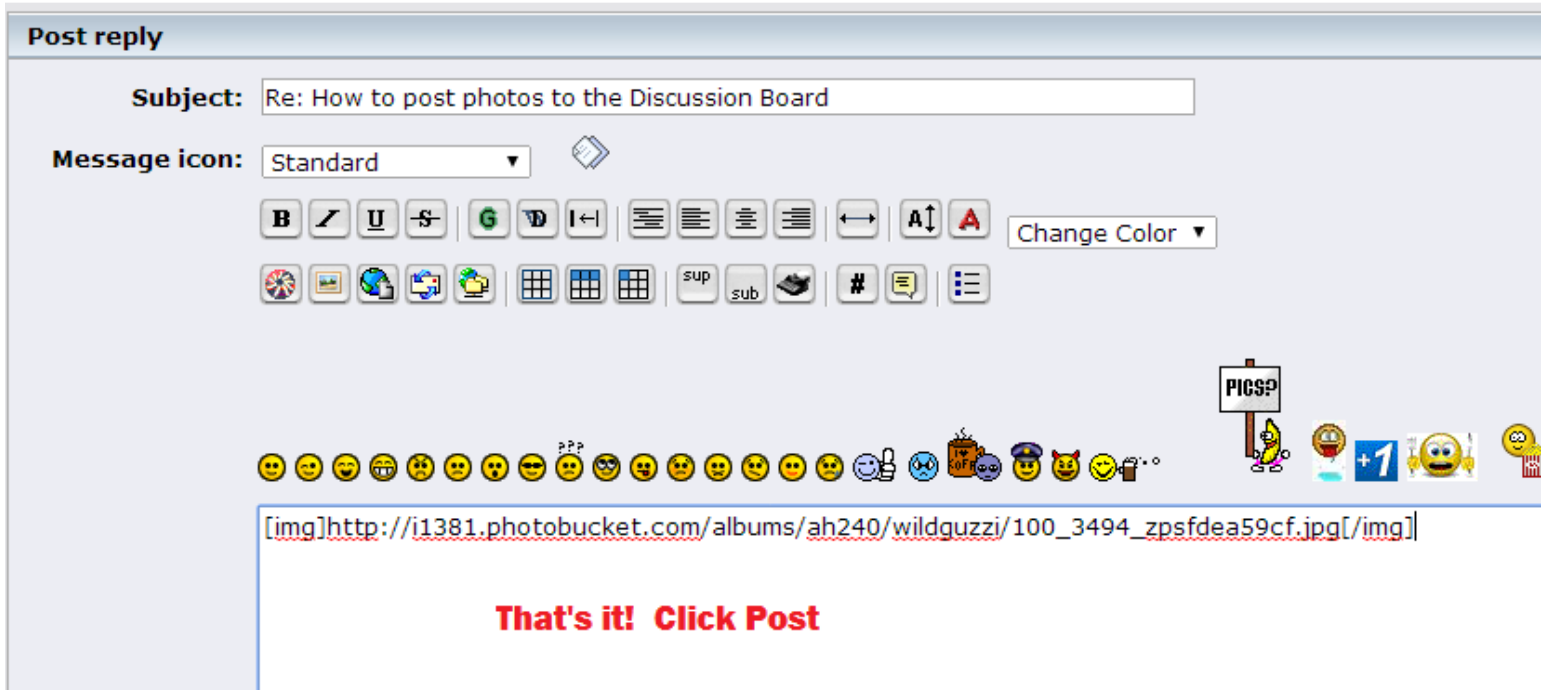 Post reply
Subject: Re: How to post photos to the Discussion Board
Message icon: Standard
B I U S G D A A Change Color
sup sub #
???
PICS?
+1
[img]http://i1381.photobucket.com/albums/ah240/wildguzzi/100_3494_zpsfdea59cf.jpg[/img]
That's it! Click Post